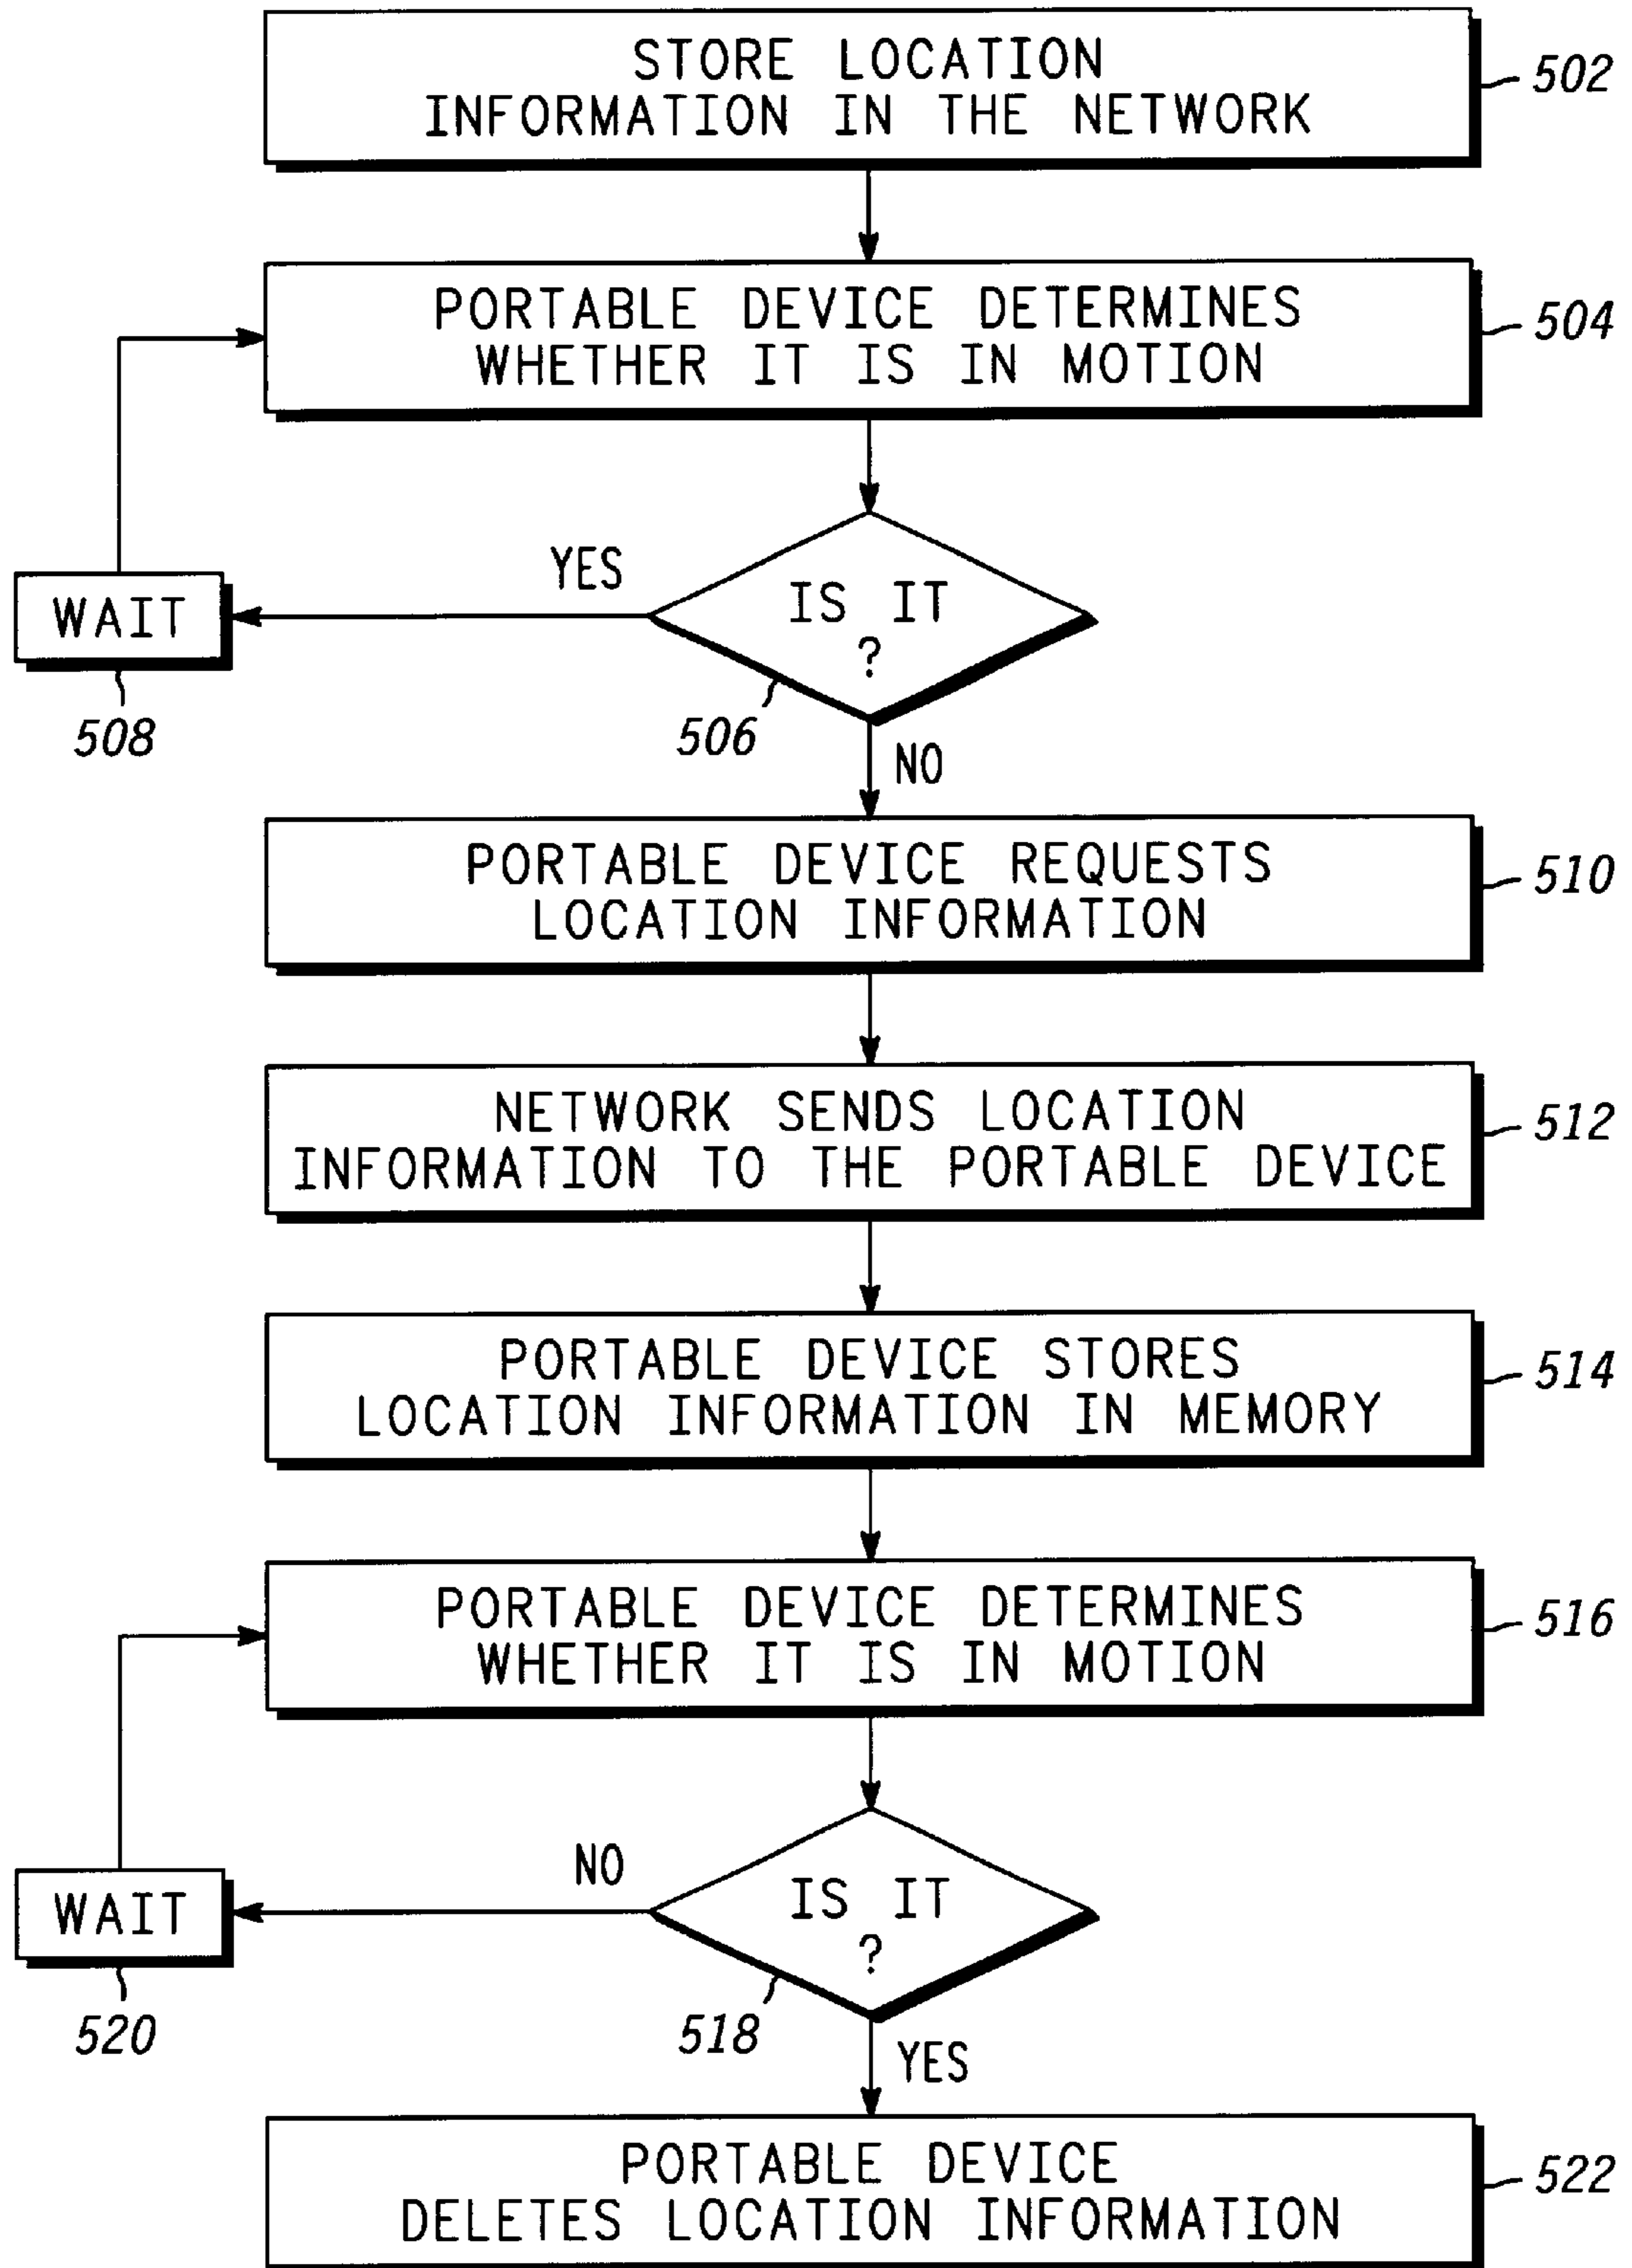 STORE LOCATION
INFORMATION IN THE NETWORK
502
PORTABLE DEVICE DETERMINES
WHETHER IT IS IN MOTION
504
YES
IS IT
?
WAIT
508
506
NO
PORTABLE DEVICE REQUESTS
LOCATION INFORMATION
510
NETWORK SENDS LOCATION
INFORMATION TO THE PORTABLE DEVICE
512
PORTABLE DEVICE STORES
LOCATION INFORMATION IN MEMORY
514
PORTABLE DEVICE DETERMINES
WHETHER IT IS IN MOTION
516
NO
IS IT
?
WAIT
520
518
YES
PORTABLE DEVICE
DELETES LOCATION INFORMATION
522